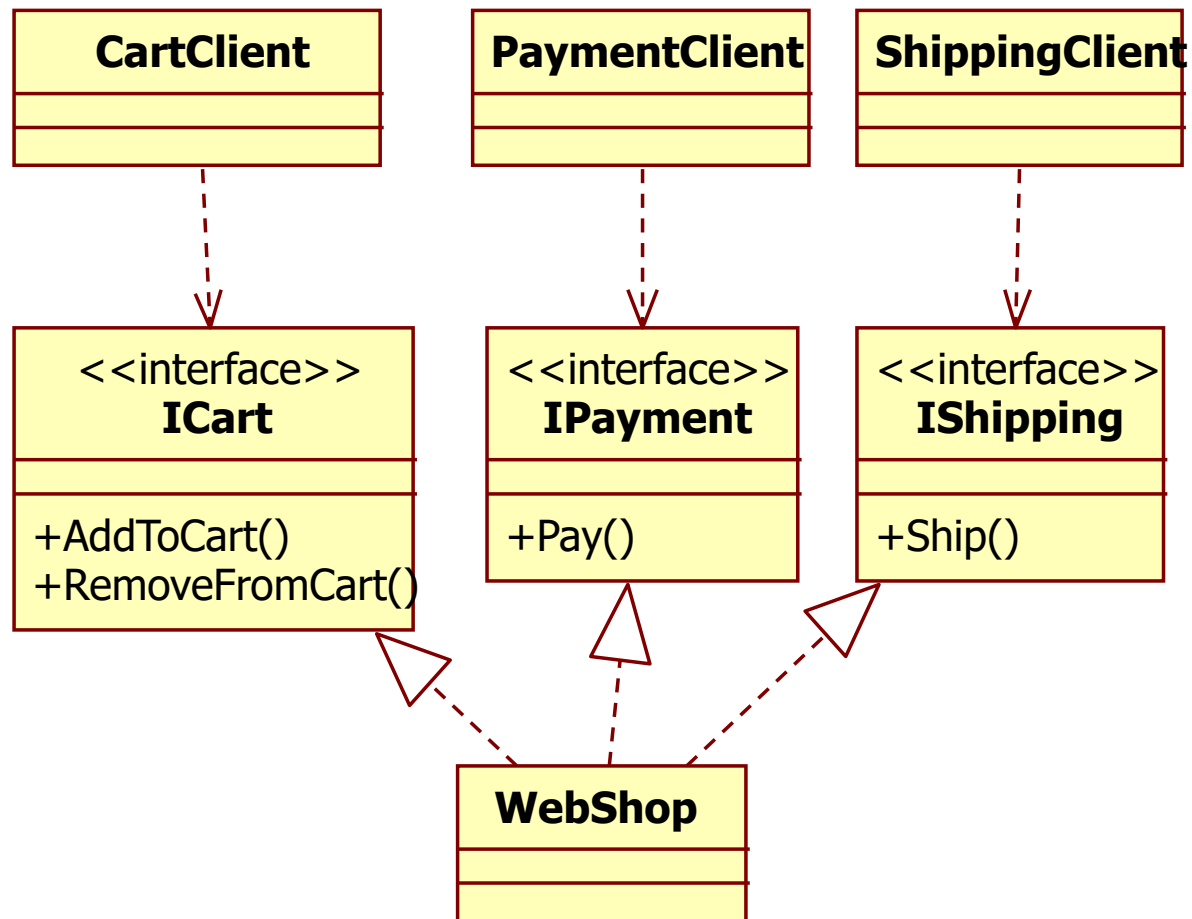 CartClient
PaymentClient
ShippingClient
<<interface>>
ICart
+AddToCart()
+RemoveFromCart()
<<interface>>
IPayment
+Pay()
<<interface>>
IShipping
+Ship()
WebShop